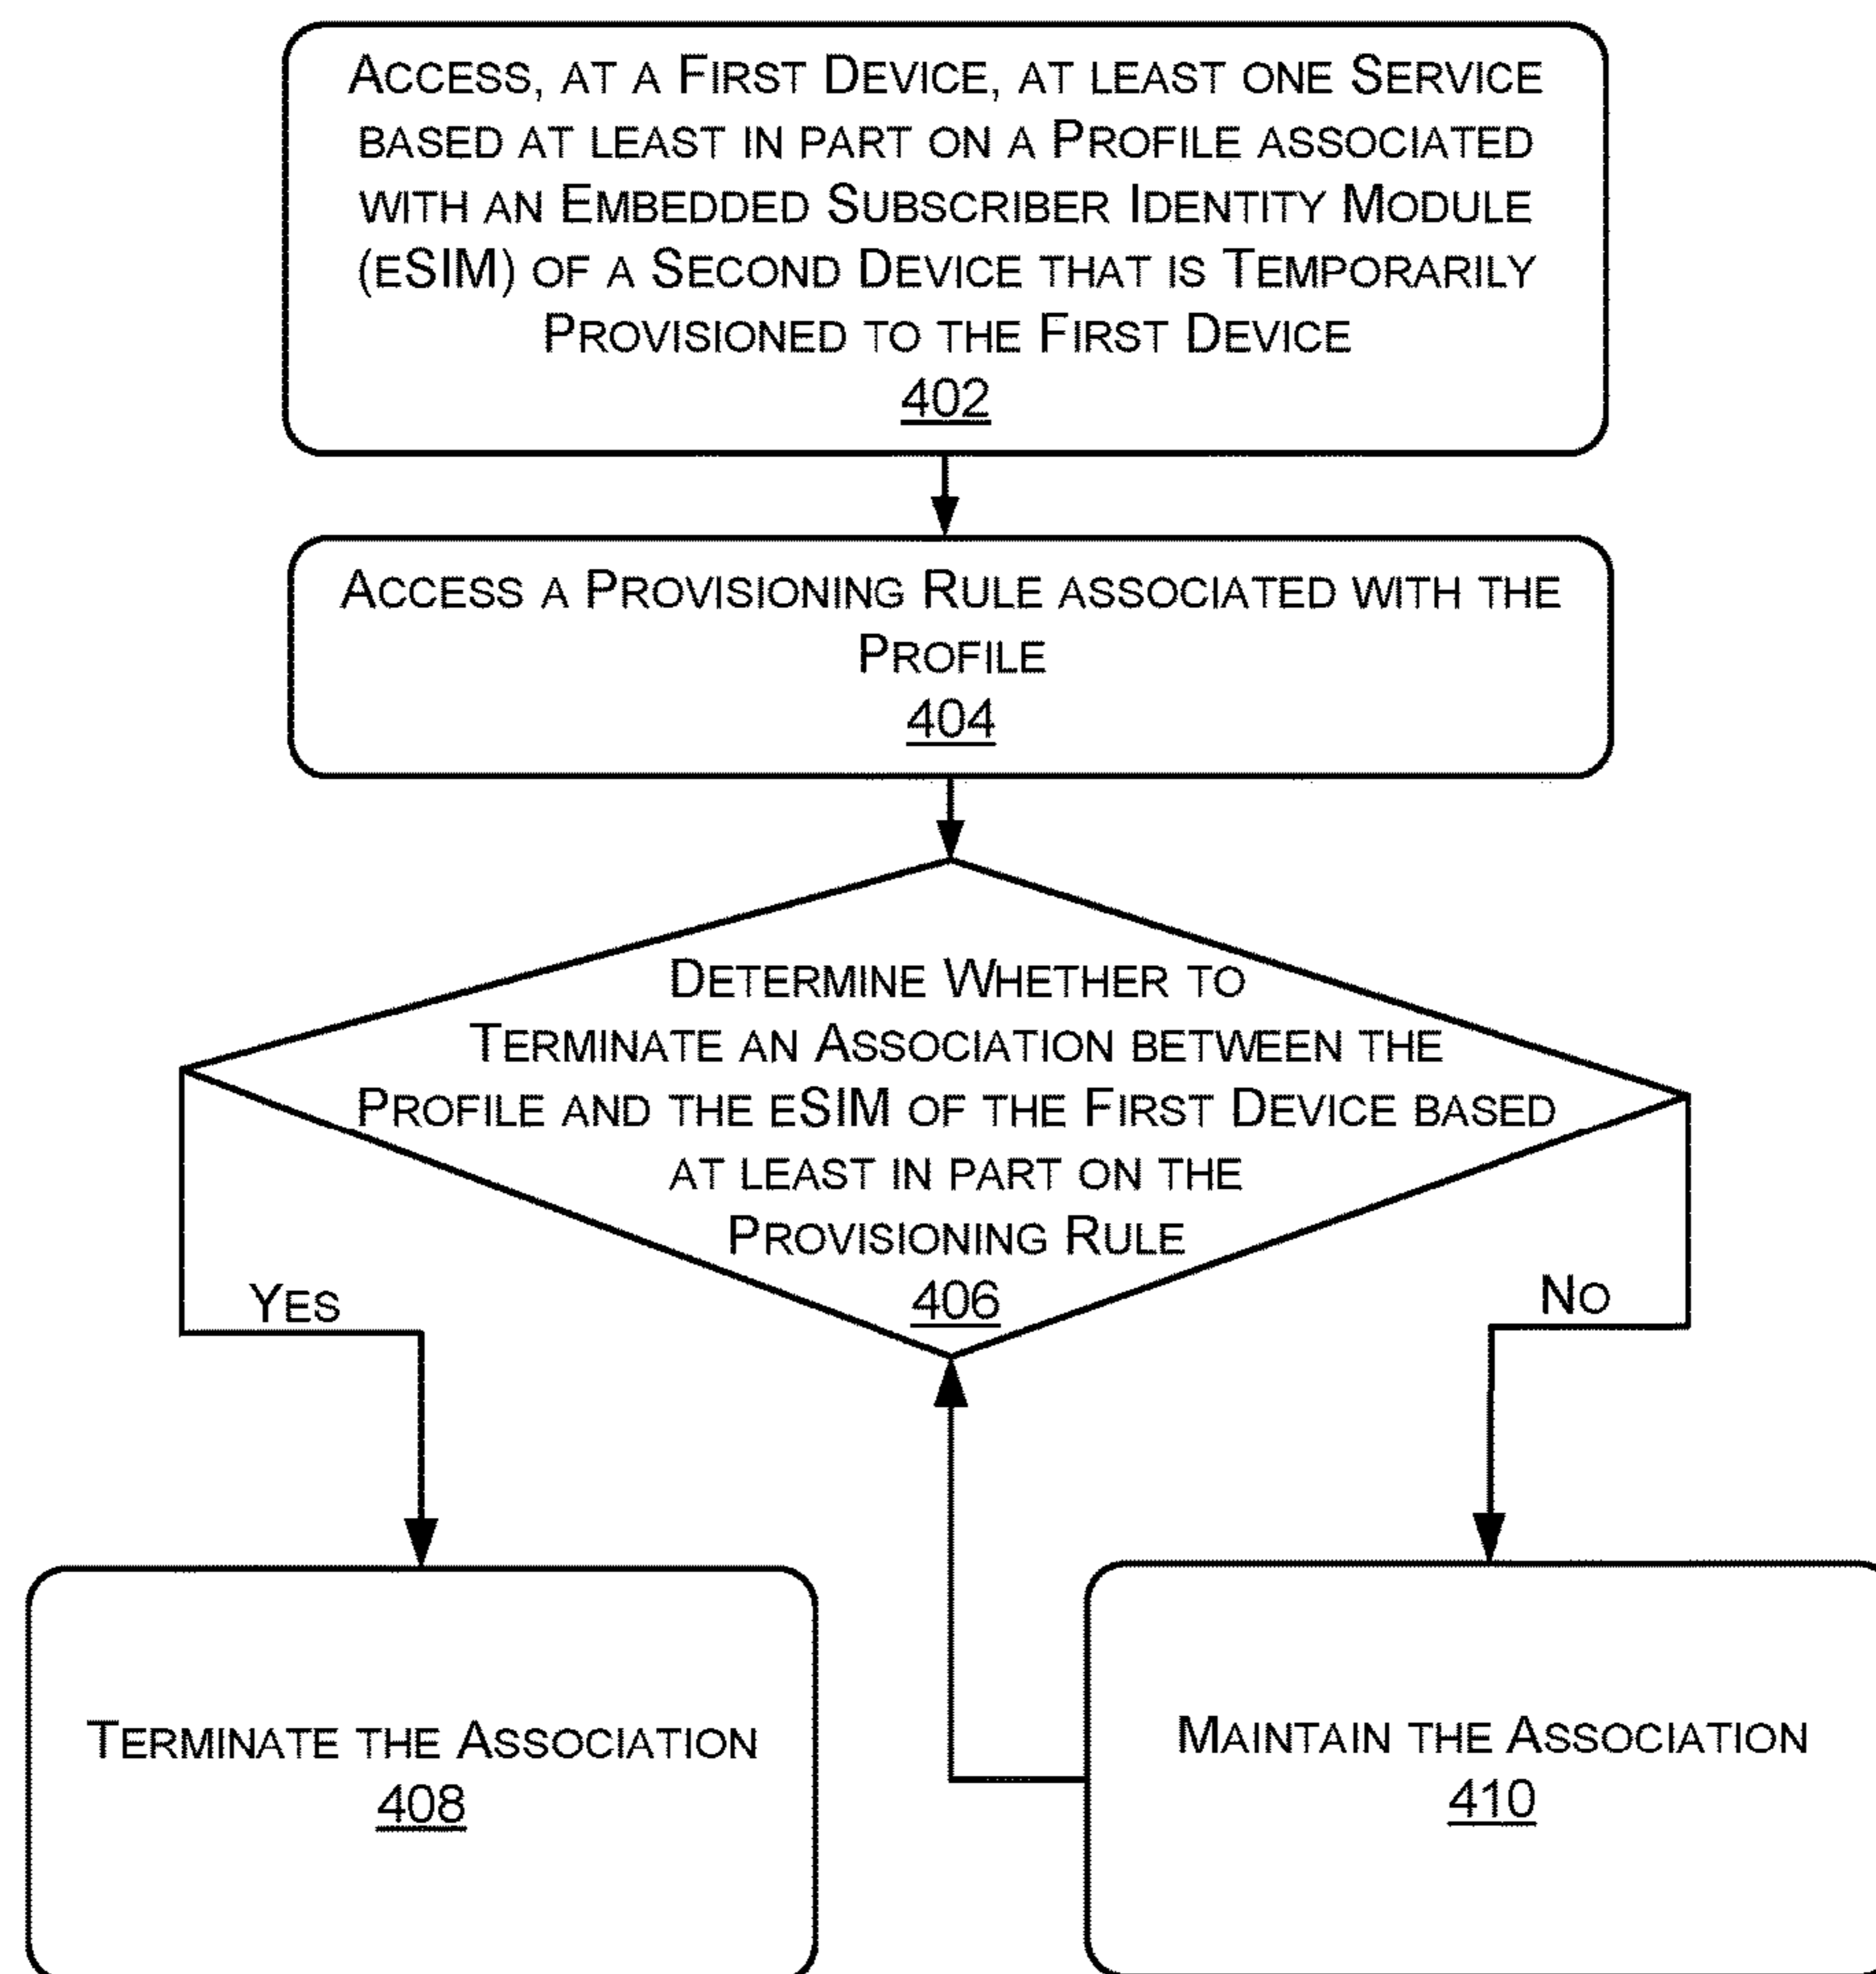 ACCESS, AT A FIRST DEVICE, AT LEAST ONE SERVICE
BASED AT LEAST IN PART ON A PROFILE ASSOCIATED
WITH AN EMBEDDED SUBSCRIBER IDENTITY MODULE
(ESIM) OF A SECOND DEVICE THAT IS TEMPORARILY
PROVISIONED TO THE FIRST DEVICE
402
ACCESS A PROVISIONING RULE ASSOCIATED WITH THE
PROFILE
404
DETERMINE WHETHER TO
TERMINATE AN ASSOCIATION BETWEEN THE
PROFILE AND THE ESIM OF THE FIRST DEVICE BASED
AT LEAST IN PART ON THE
PROVISIONING RULE
406
YES
NO
TERMINATE THE ASSOCIATION
408
MAINTAIN THE ASSOCIATION
410